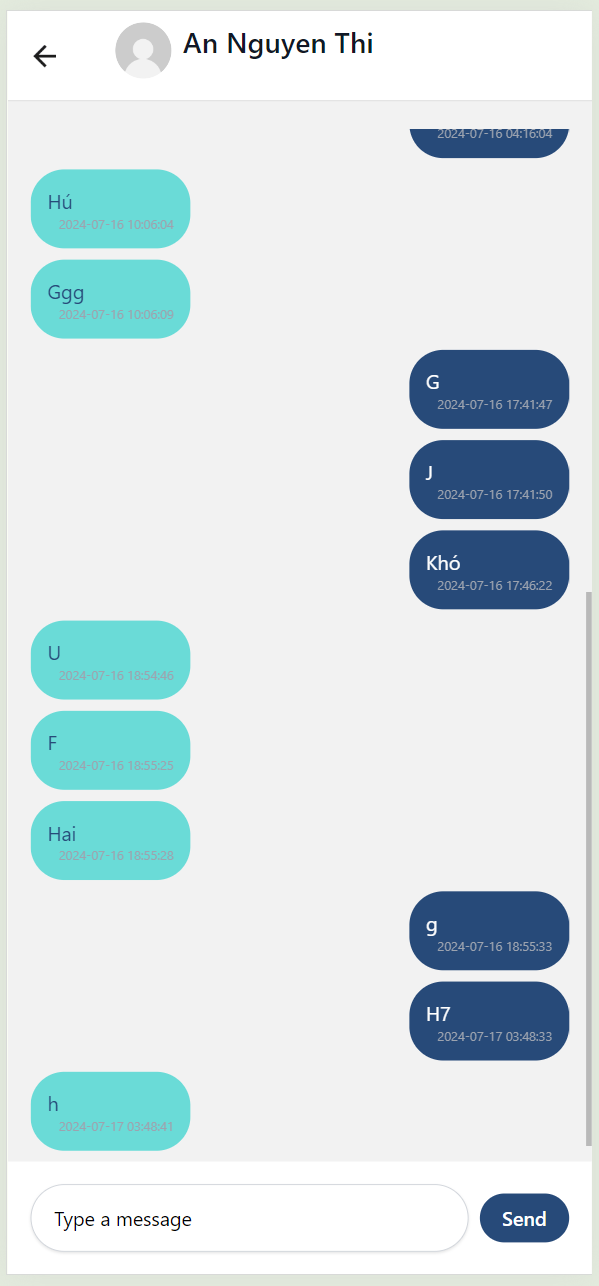 An Nguyen Thi
2024-07-16 04:16:04
Hú
2024-07-16 10:06:04
Ggg
2024-07-16 10:06:09
G
2024-07-16 17:41:47
J
2024-07-16 17:41:50
Khó
2024-07-16 17:46:22
U
2024-07-16 18:54:46
F
2024-07-16 18:55:25
Hai
2024-07-16 18:55:28
g
2024-07-16 18:55:33
H7
2024-07-17 03:48:33
h
2024-07-17 03:48:41
Type a message
Send